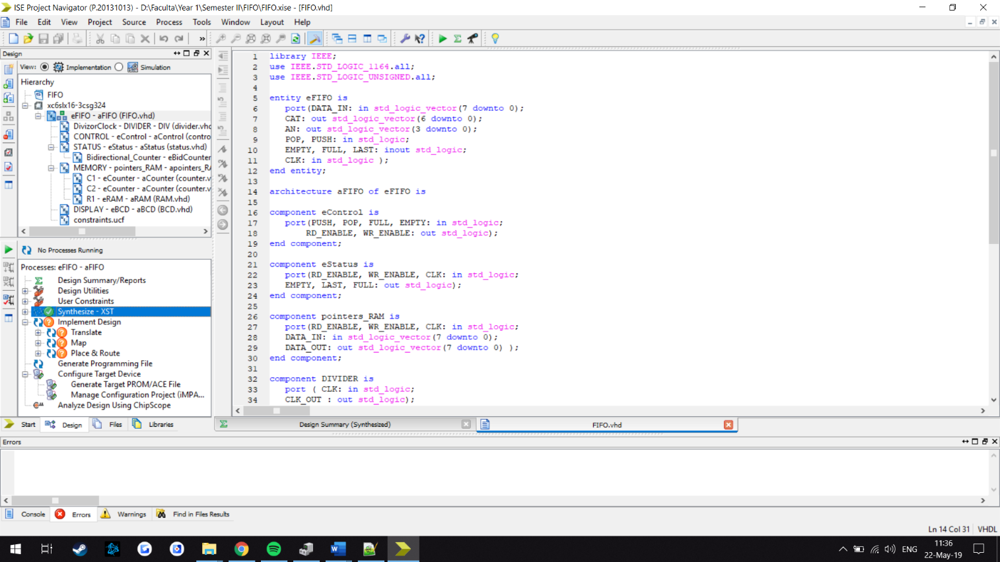 ISE Project Navigator (P.20131013) - D:\Faculta\Year 1\Semester II\FIFO\FIFO.xise - [FIFO.vhd]
File Edit View Project Source Process Tools Window Layout Help
Design
View: Implementation Simulation
Hierarchy
FIFO
xc6slx16-3csg324
eFIFO - aFIFO (FIFO.vhd)
DivizorClock - DIVIDER - DIV (divider.vhd
CONTROL - eControl - aControl (contro
STATUS - eStatus - aStatus (status.vhd)
Bidirectional_Counter - eBidCounter
MEMORY - pointers_RAM - apointers_RA
C1 - eCounter - aCounter (counter.v
C2 - eCounter - aCounter (counter.v
R1 - eRAM - aRAM (RAM.vhd)
DISPLAY - eBCD - aBCD (BCD.vhd)
constraints.ucf
No Processes Running
Processes: eFIFO - aFIFO
Design Summary/Reports
Design Utilities
User Constraints
Synthesize - XST
Implement Design
Translate
Map
Place & Route
Generate Programming File
Configure Target Device
Generate Target PROM/ACE File
Manage Configuration Project (iMPA...
Analyze Design Using ChipScope
Start Design Files Libraries
1 library IEEE;
2 use IEEE.STD_LOGIC_1164.all;
3 use IEEE.STD_LOGIC_UNSIGNED.all;
4
5 entity eFIFO is
6 port(DATA_IN: in std_logic_vector(7 downto 0);
7 CAT: out std_logic_vector(6 downto 0);
8 AN: out std_logic_vector(3 downto 0);
9 POP, PUSH: in std_logic;
10 EMPTY, FULL, LAST: inout std_logic;
11 CLK: in std_logic );
12 end entity;
13
14 architecture aFIFO of eFIFO is
15
16 component eControl is
17 port(PUSH, POP, FULL, EMPTY: in std_logic;
18 RD_ENABLE, WR_ENABLE: out std_logic);
19 end component;
20
21 component eStatus is
22 port(RD_ENABLE, WR_ENABLE, CLK: in std_logic;
23 EMPTY, LAST, FULL: out std_logic);
24 end component;
25
26 component pointers_RAM is
27 port(RD_ENABLE, WR_ENABLE, CLK: in std_logic;
28 DATA_IN: in std_logic_vector(7 downto 0);
29 DATA_OUT: out std_logic_vector(7 downto 0) );
30 end component;
31
32 component DIVIDER is
33 port ( CLK: in std_logic;
34 CLK_OUT : out std_logic);
Design Summary (Synthesized) FIFO.vhd
Errors
Console Errors Warnings Find in Files Results
Ln 14 Col 31 VHDL
ENG
11:36
22-May-19